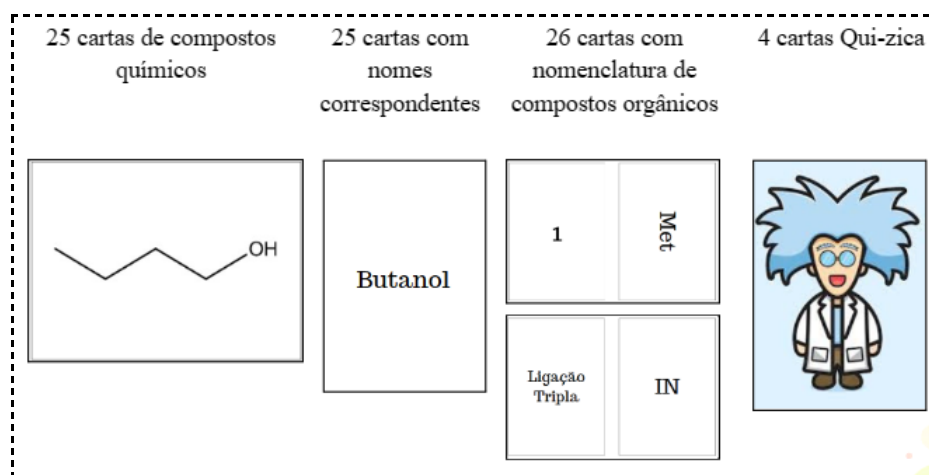 25 cartas de compostos
químicos
25 cartas com
nomes
correspondentes
26 cartas com
nomenclatura de
compostos orgânicos
4 cartas Qui-zica
OH
Butanol
1
Met
Ligação
Tripla
IN